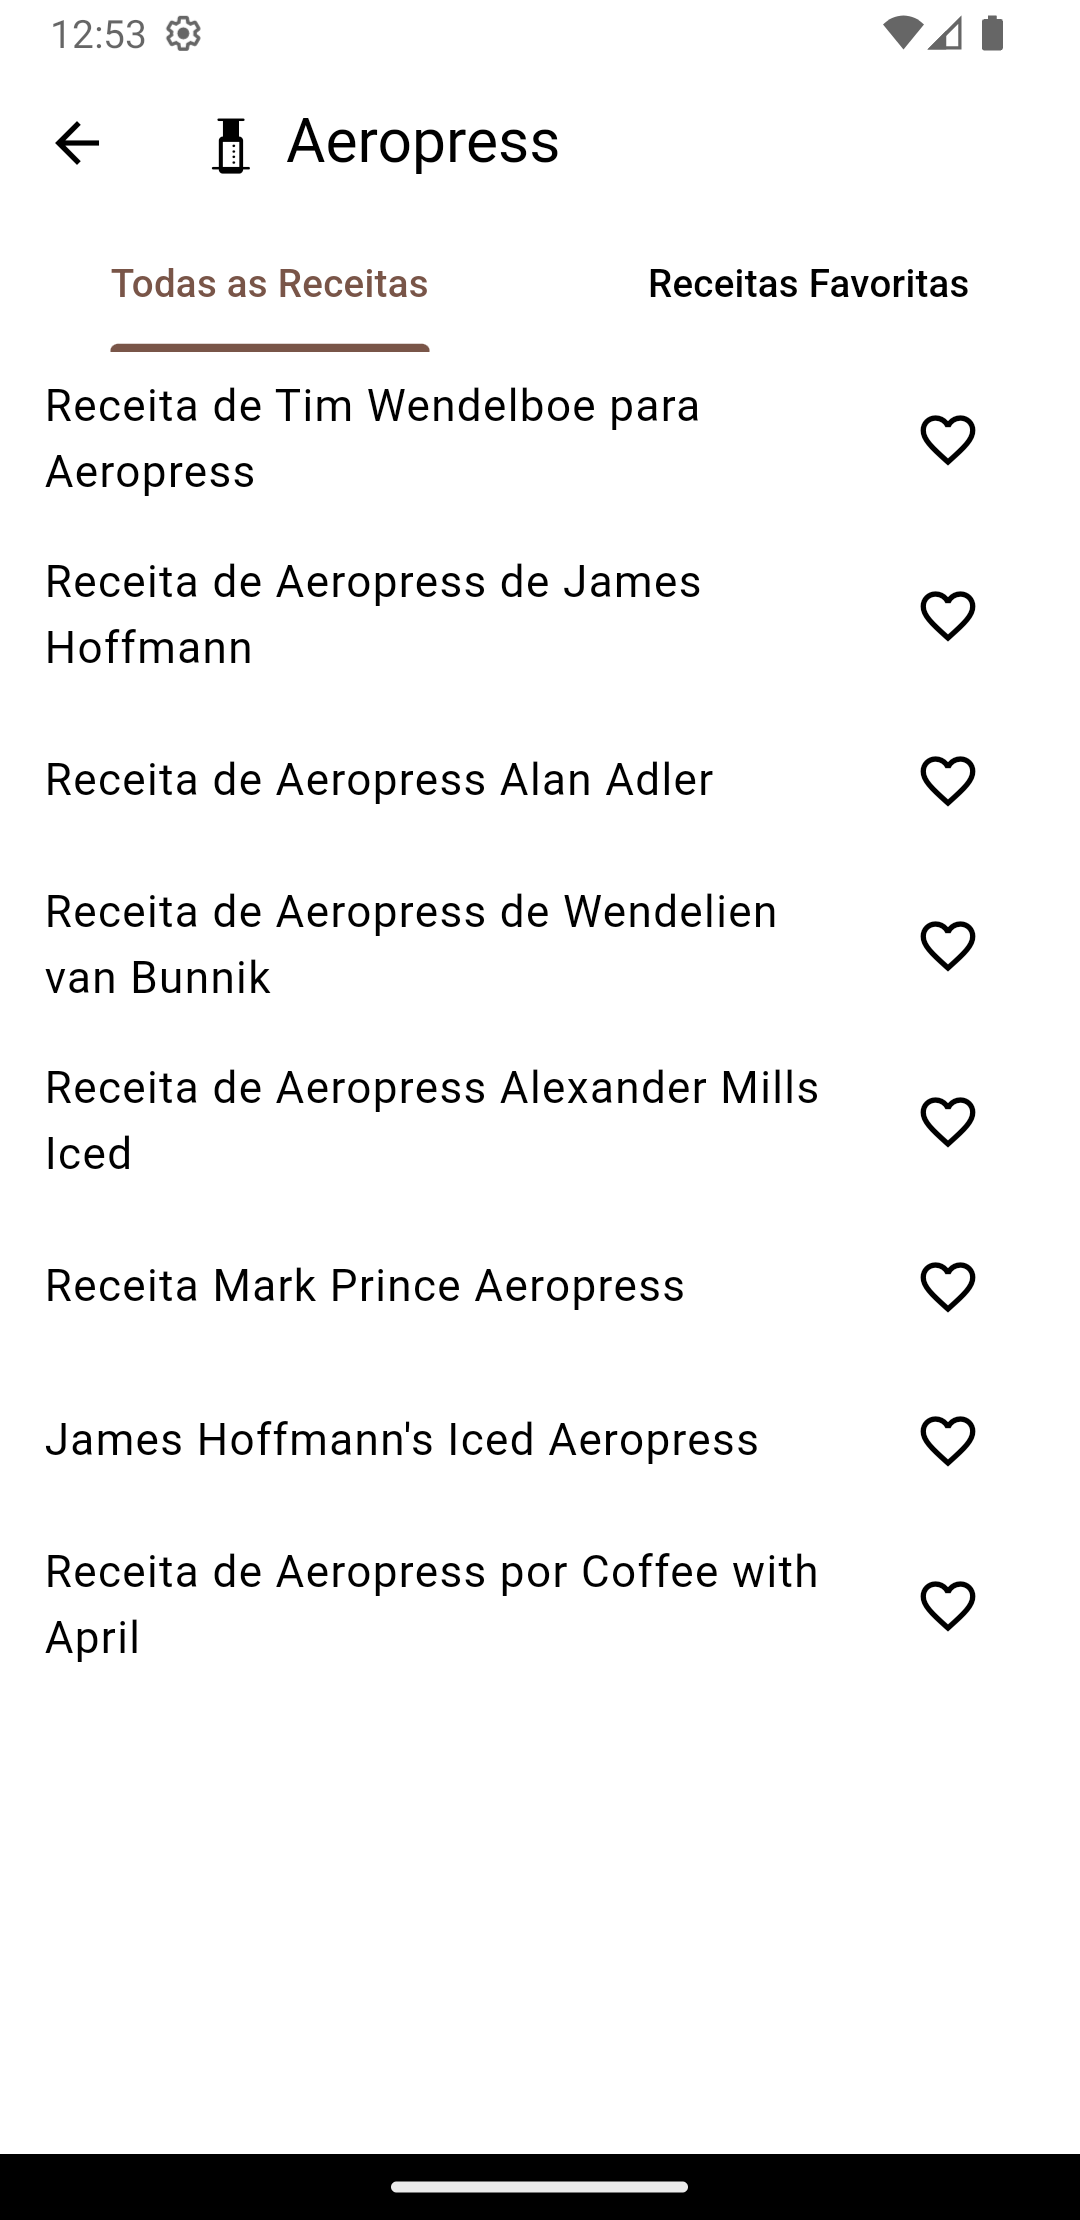 12:53
Aeropress
Todas as Receitas
Receitas Favoritas
Receita de Tim Wendelboe para
Aeropress
Receita de Aeropress de James
Hoffmann
Receita de Aeropress Alan Adler
Receita de Aeropress de Wendelien
van Bunnik
Receita de Aeropress Alexander Mills
Iced
Receita Mark Prince Aeropress
James Hoffmann's Iced Aeropress
Receita de Aeropress por Coffee with
April